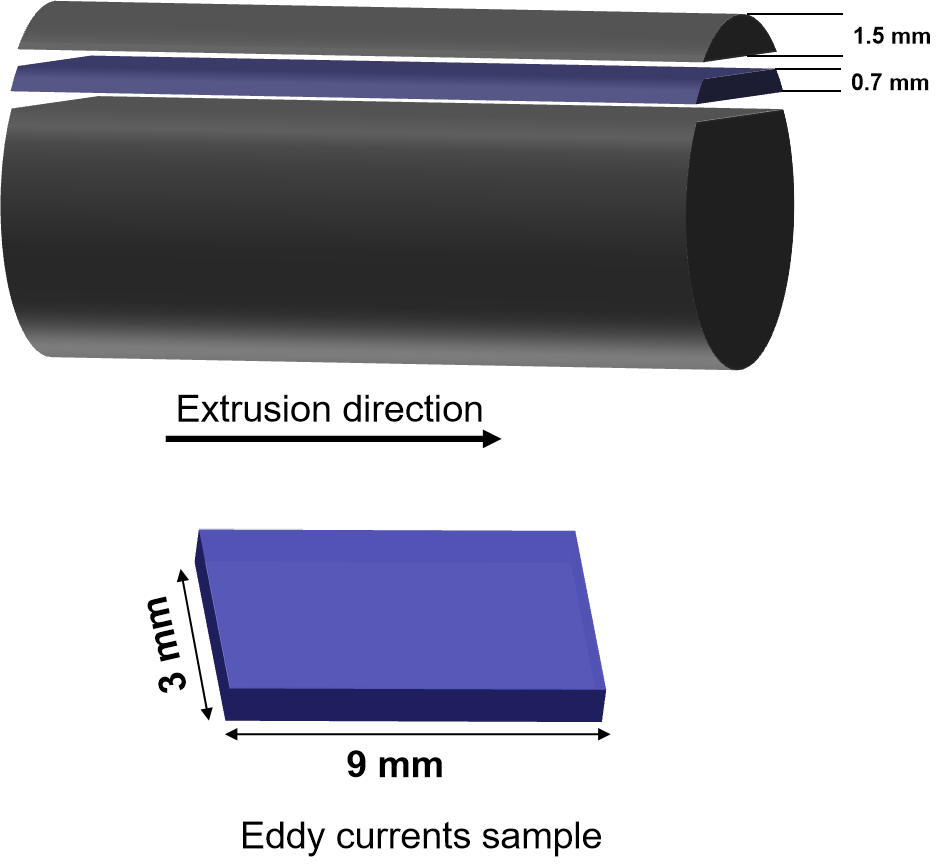 1.5 mm
0.7 mm
Extrusion direction
3 mm
9 mm
Eddy currents sample